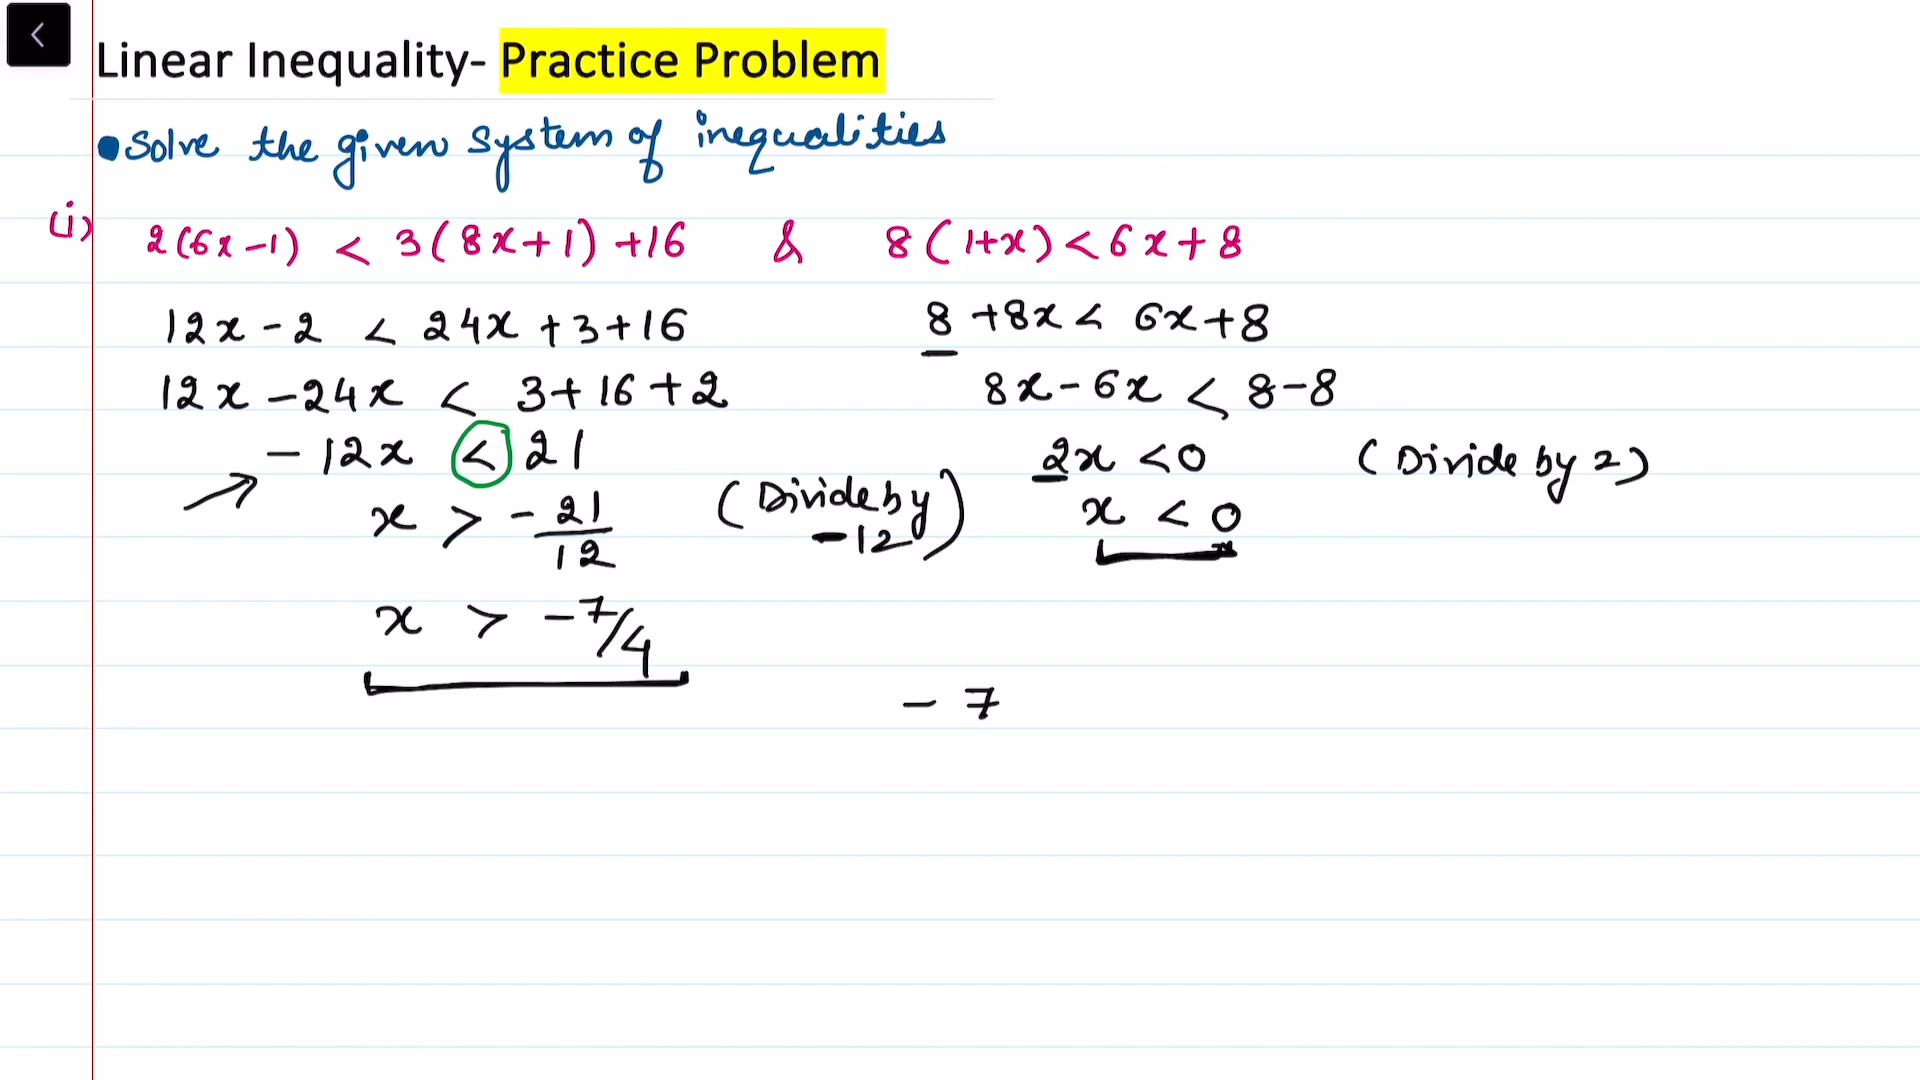 Linear Inequality- Practice Problem
•Solve the given system of inequalities
(i) 2(6x-1) < 3(8x+1)+16 & 8(1+x)<6x+8
12x-2 < 24x+3+16
12x-24x < 3+16+2
-12x < 21
x > -21/12 (Divide by -12)
x > -7/4
8+8x< 6x+8
8x-6x < 8-8
2x <0 (Divide by 2)
x < 0
- 7